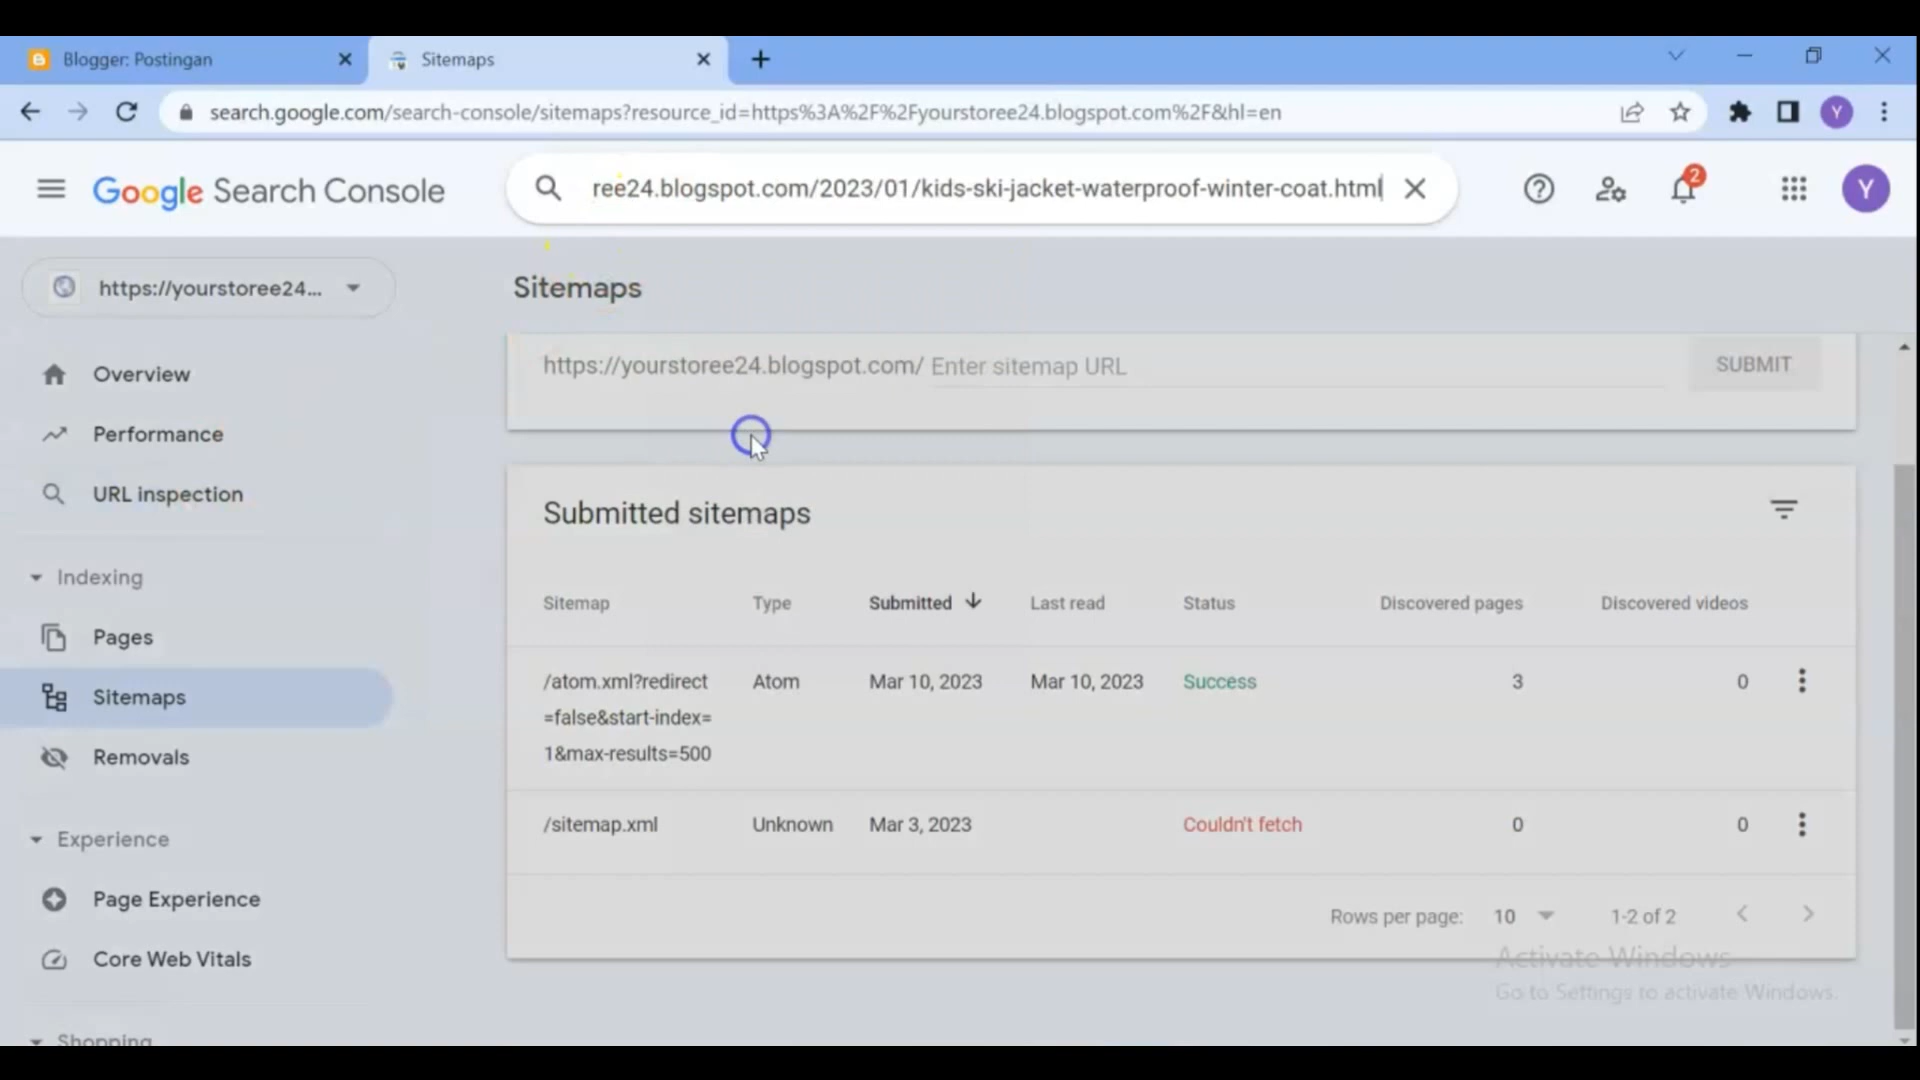 Blogger: Postingan
Sitemaps
search.google.com/search-console/sitemaps?resource_id=https%3A%2F%2Fyourstoree24.blogspot.com%2F&hl=en
Y
Google Search Console
ree24.blogspot.com/2023/01/kids-ski-jacket-waterproof-winter-coat.html
2
Y
https://yourstoree24...
Sitemaps
Overview
Performance
URL inspection
Indexing
Pages
Sitemaps
Removals
Experience
Page Experience
Core Web Vitals
Shopping
https://yourstoree24.blogspot.com/ Enter sitemap URL
SUBMIT
Submitted sitemaps
Sitemap Type Submitted Last read Status Discovered pages Discovered videos
/atom.xml?redirect Atom Mar 10, 2023 Mar 10, 2023 Success 3 0
=false&start-index=
1&max-results=500
/sitemap.xml Unknown Mar 3, 2023 Couldn't fetch 0 0
Rows per page: 10 1-2 of 2
Activate Windows
Go to Settings to activate Windows.